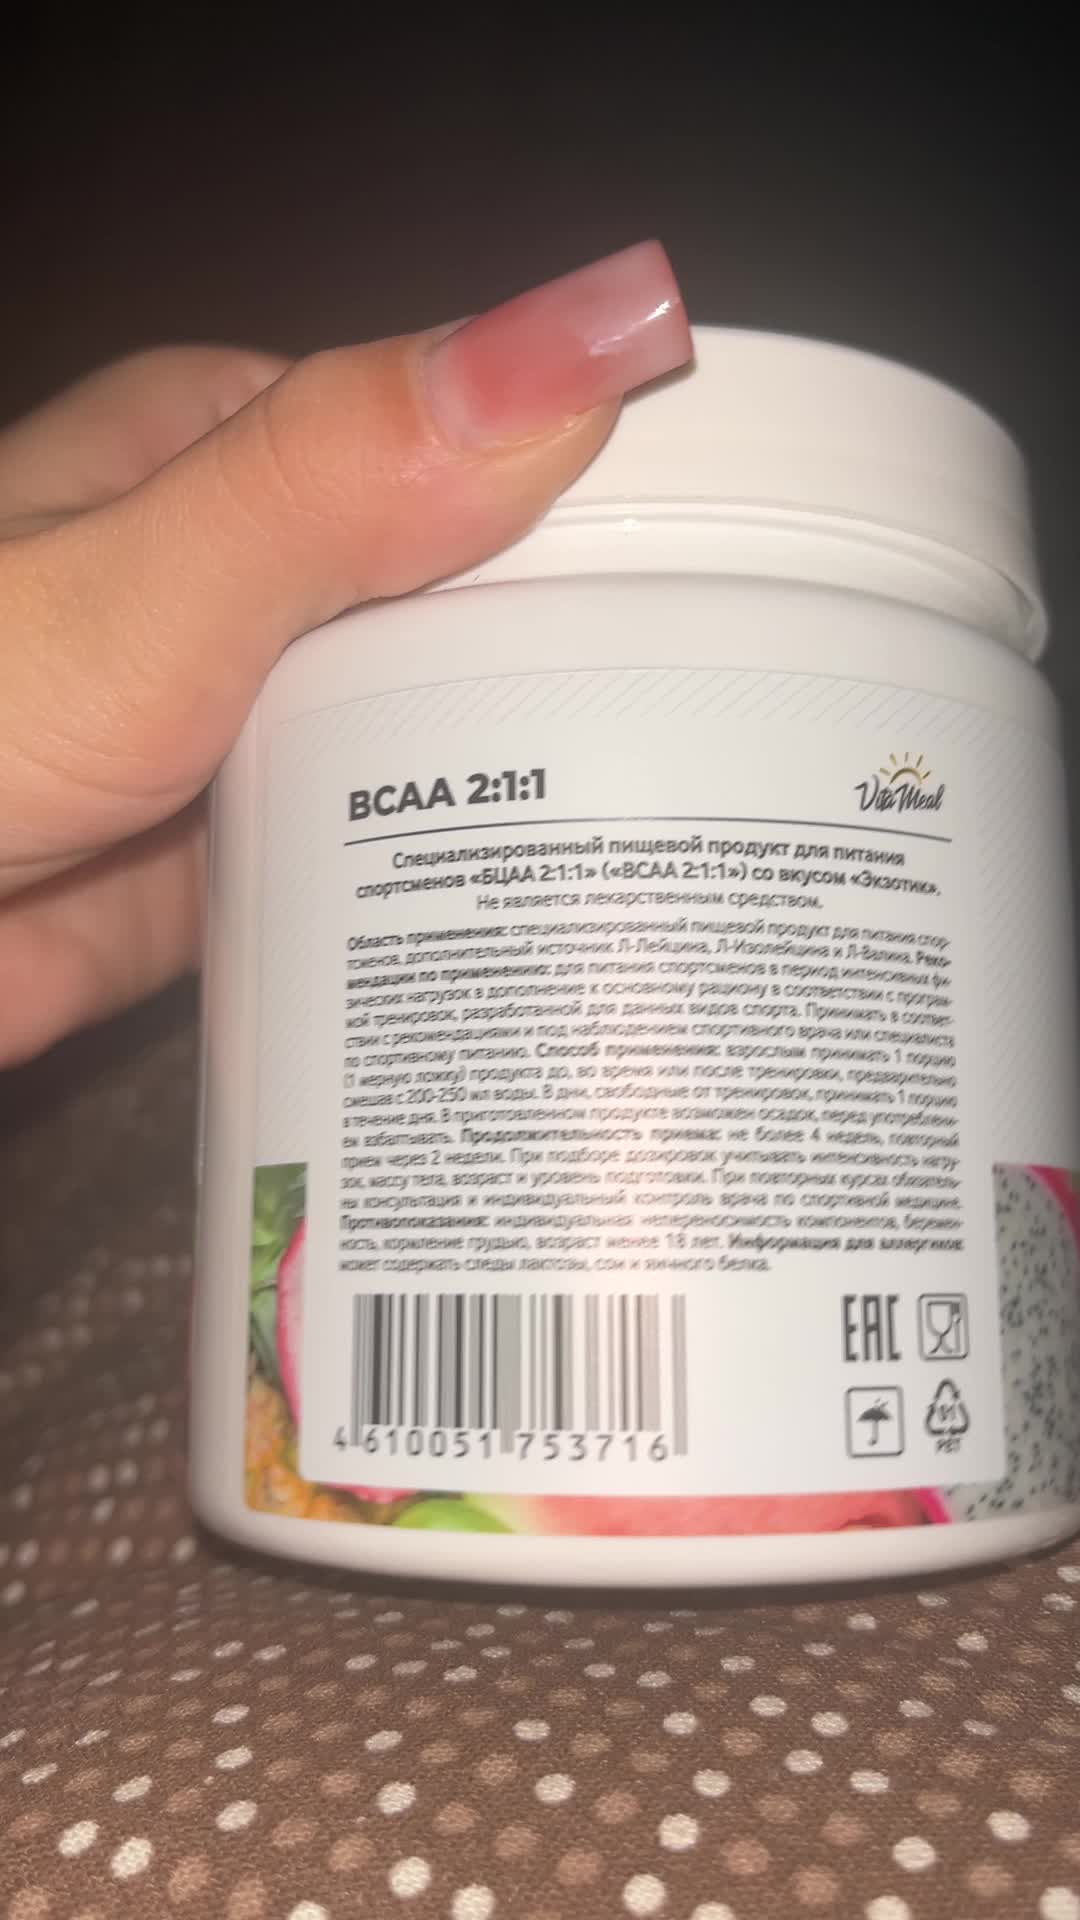 BCAA 2:1:1
VitaMeal
Специализированный пищевой продукт для питания
спортсменов «БЦАА 2:1:1» («BCAA 2:1:1») со вкусом «Экзотик».
Не является лекарственным средством.
Область применения: специализированный пищевой продукт для питания спор-
тсменов, дополнительный источник Л-Лейцина, Л-Изолейцина и Л-Валина. Реко-
мендации по применению: для питания спортсменов в период интенсивных фи-
зических нагрузок в дополнение к основному рациону в соответствии с програм-
мой тренировок, разработанной для данных видов спорта. Принимать в соответ-
ствии с рекомендациями и под наблюдением спортивного врача или специалиста
по спортивному питанию. Способ применения: взрослым принимать 1 порцию
(1 мерную ложку) продукта до, во время или после тренировки, предварительно
смешав с 200-250 мл воды. В дни, свободные от тренировок, принимать 1 порцию
в течение дня. В приготовленном продукте возможен осадок, перед употреблени-
ем взбалтывать. Продолжительность приема: не более 4 недель, повторный
прием через 2 недели. При подборе дозировок учитывать интенсивность нагру-
зок, массу тела, возраст и уровень подготовки. При повторных курсах обязатель-
ны консультация и индивидуальный контроль врача по спортивной медицине.
Противопоказания: индивидуальная непереносимость компонентов, беремен-
ность, кормление грудью, возраст менее 18 лет. Информация для аллергиков:
может содержать следы лактозы, сои и яичного белка.
EAC
4 610051 753716
01
PET